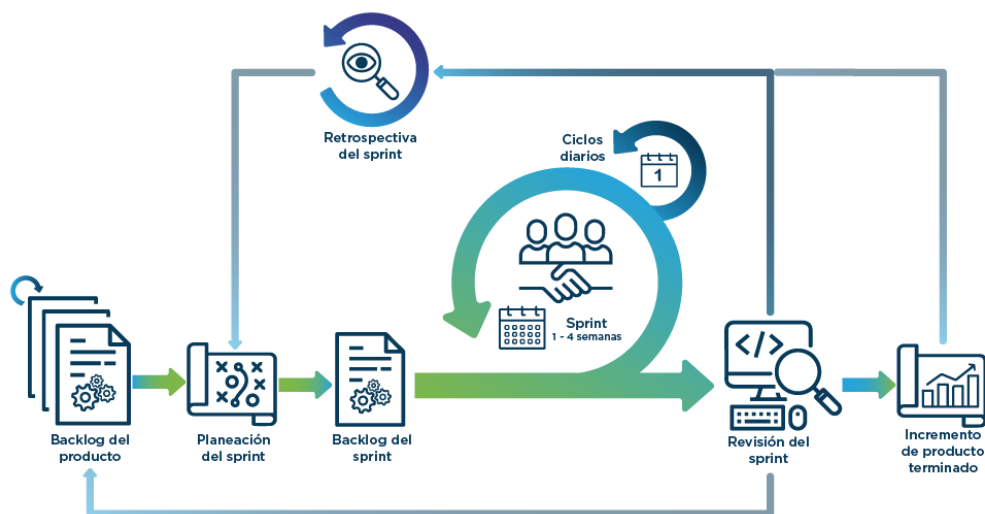 Retrospectiva
del sprint
Ciclos
diarios
1
Sprint
1 - 4 semanas
</>
Backlog del
producto
Planeación
del sprint
Backlog del
sprint
Revisión del
sprint
Incremento
de producto
terminado